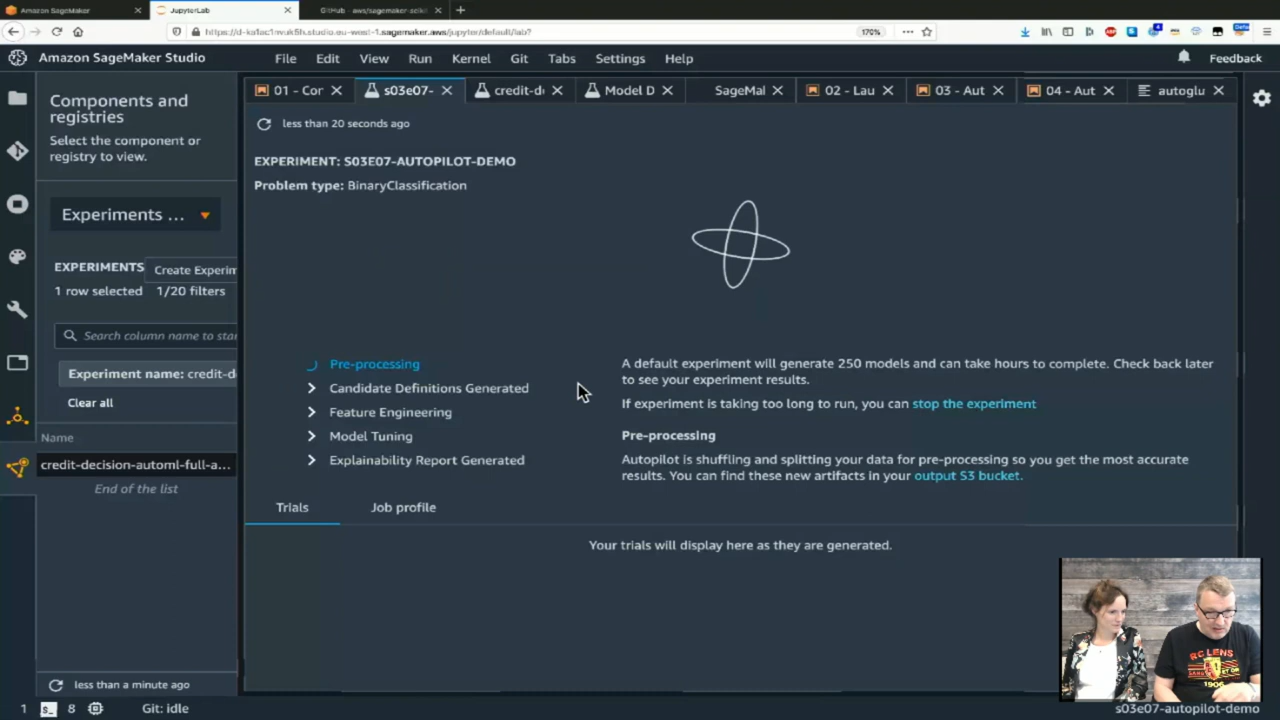 Amazon SageMaker
JupyterLab
GitHub - aws/sagemaker-scikit
170%
Amazon SageMaker Studio
File
Edit
View
Run
Kernel
Git
Tabs
Settings
Help
Feedback
Components and
registries
Select the component or
registry to view.
Experiments ...
EXPERIMENTS
Create Experim
1 row selected
1/20 filters
Search column name to star
Experiment name: credit-d
Clear all
Name
credit-decision-automl-full-a...
End of the list
less than a minute ago
01 - Cor
s03e07-
credit-d
Model D
SageMal
02 - Lau
03 - Aut
04 - Aut
autoglu
less than 20 seconds ago
EXPERIMENT: S03E07-AUTOPILOT-DEMO
Problem type: BinaryClassification
Pre-processing
Candidate Definitions Generated
Feature Engineering
Model Tuning
Explainability Report Generated
A default experiment will generate 250 models and can take hours to complete. Check back later
to see your experiment results.
If experiment is taking too long to run, you can stop the experiment
Pre-processing
Autopilot is shuffling and splitting your data for pre-processing so you get the most accurate
results. You can find these new artifacts in your output S3 bucket.
Trials
Job profile
Your trials will display here as they are generated.
RC LENS
1906
1
8
Git: idle
s03e07-autopilot-demo